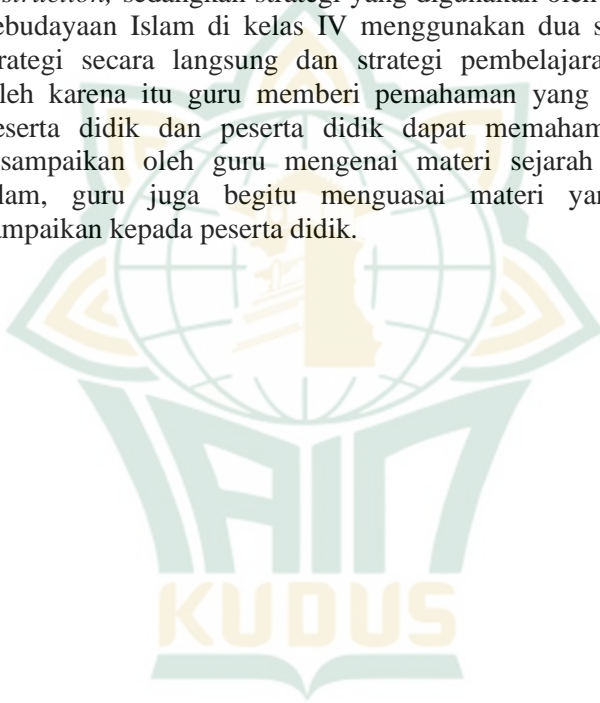 struction, sedangkan strategi yang digunakan oleh
ebudayaan Islam di kelas IV menggunakan dua s
rategi secara langsung dan strategi pembelajara
leh karena itu guru memberi pemahaman yang
eserta didik dan peserta didik dapat memaham
sampaikan oleh guru mengenai materi sejarah
lam, guru juga begitu menguasai materi yan
ampaikan kepada peserta didik.
IAIN
KUDUS